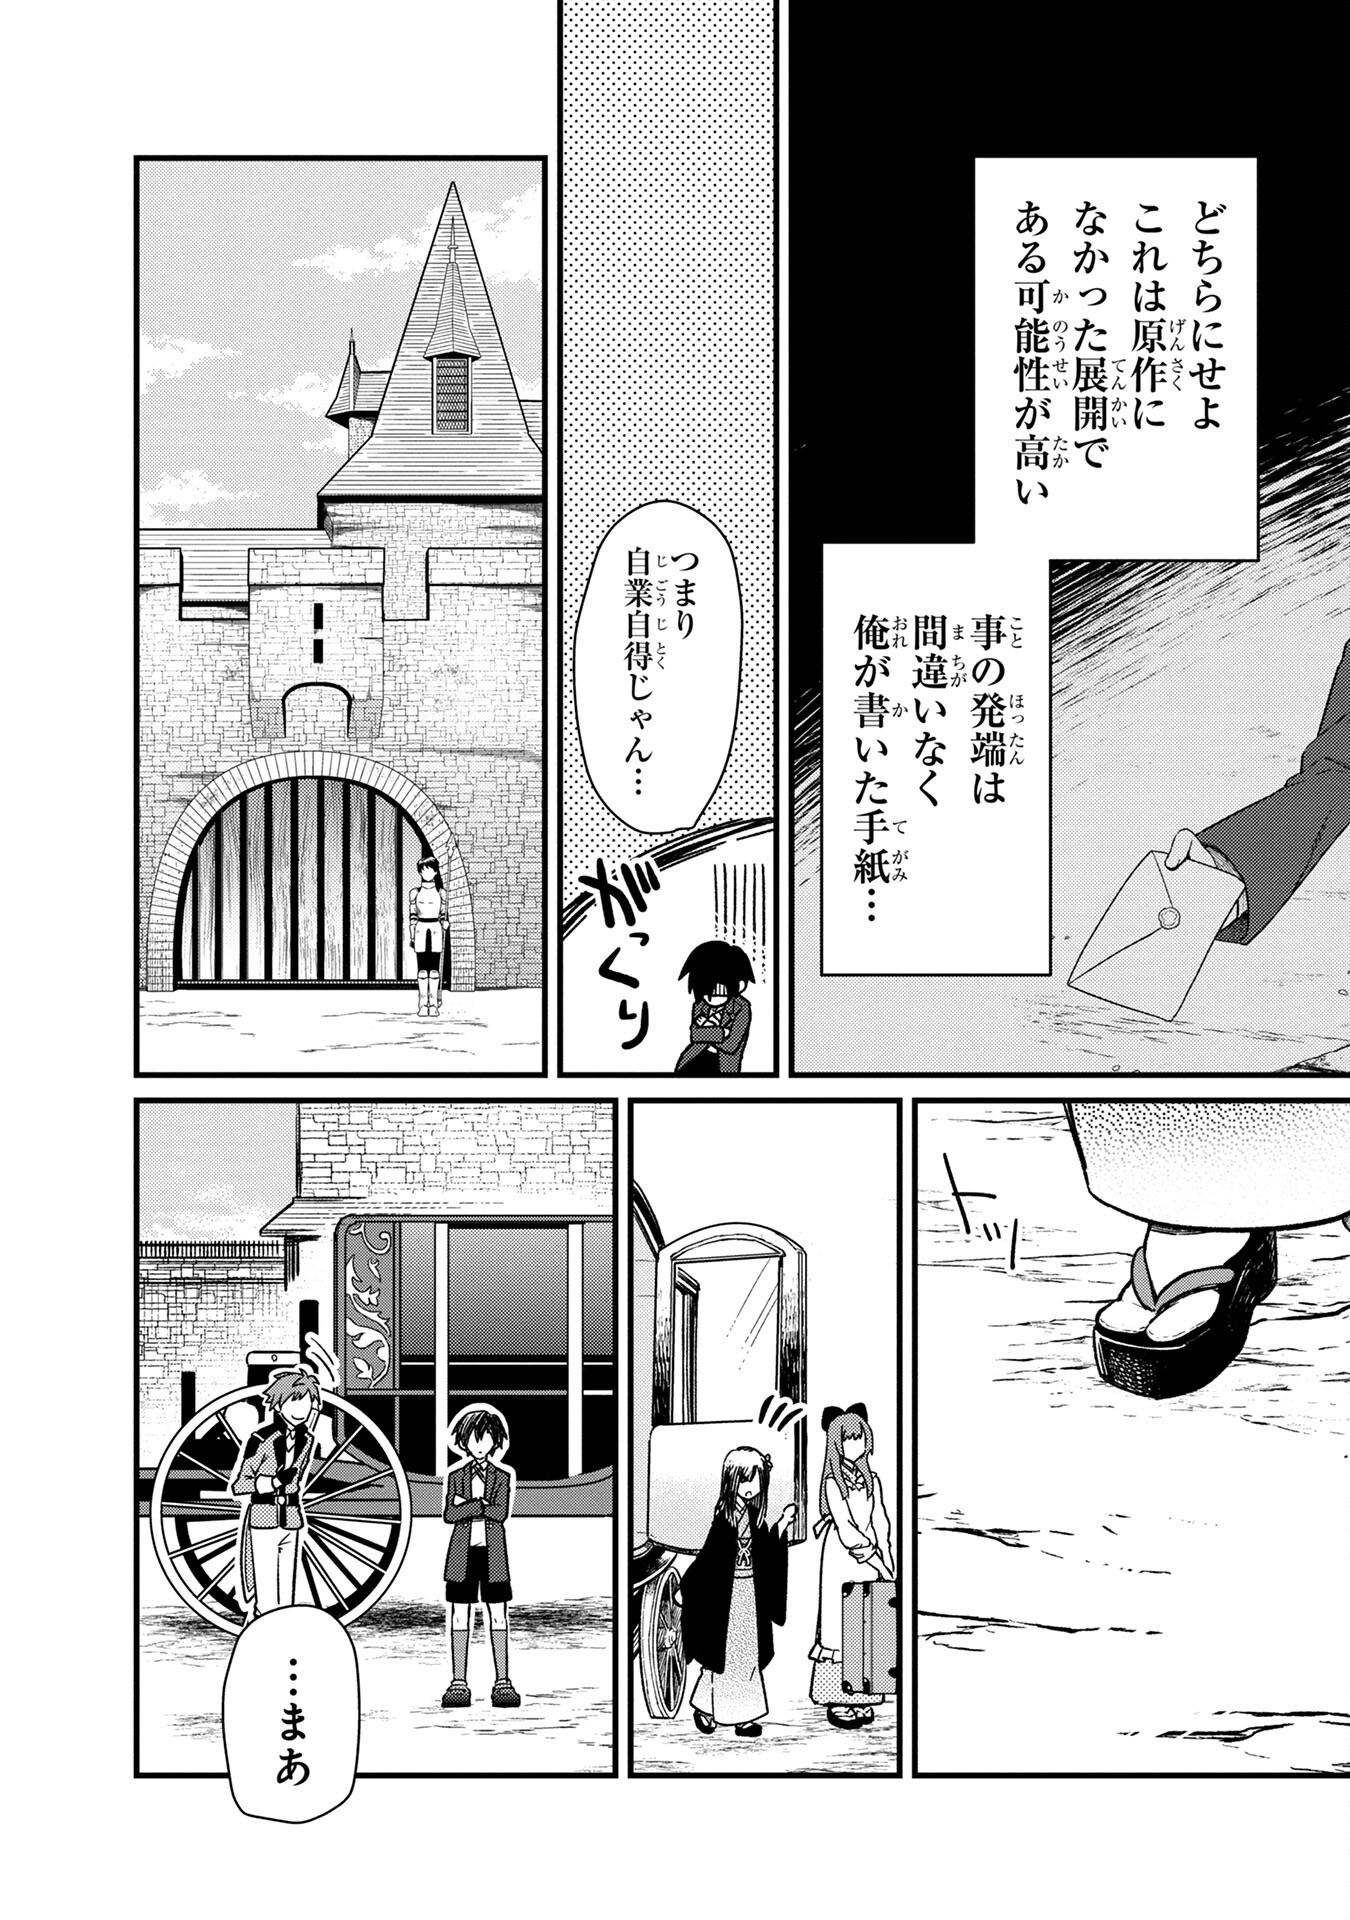 どちらにせよ
これは原作に
なかった展開で
ある可能性が高い
事の発端は
間違いなく
俺が書いた手紙…
つまり
自業自得じゃん…
がっくり
トッ
…まあ